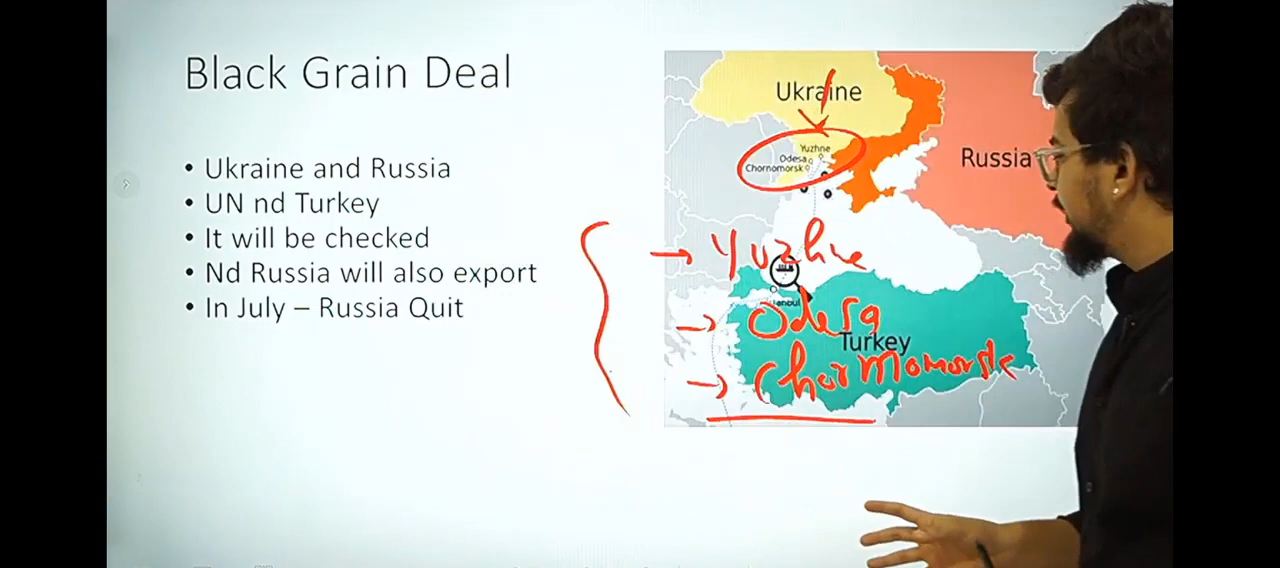 Black Grain Deal
• Ukraine and Russia
• UN nd Turkey
• It will be checked
• Nd Russia will also export
• In July – Russia Quit
Ukraine
Yuzhne
Odesa
Chornomorsk
Russia
→ Yuzhne
→ Odesa
Turkey
→ Chormomorsk